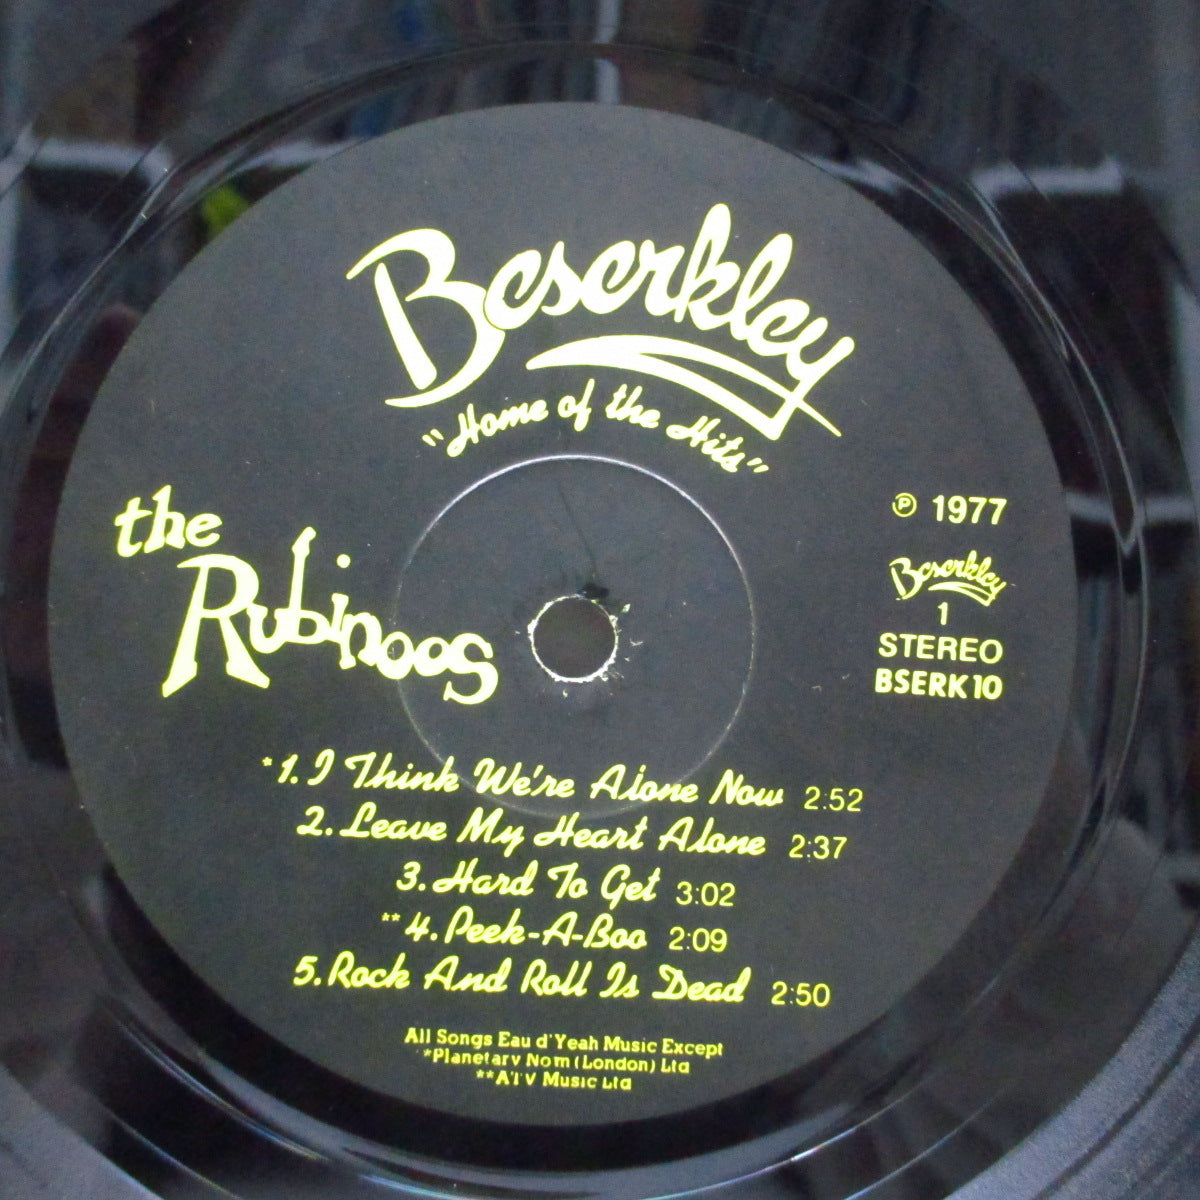 Beserkley
"Home of the Hits"
the
Rubinoos
℗ 1977
Beserkley
1
STEREO
BSERK 10
*1. I Think We're Alone Now 2:52
2. Leave My Heart Alone 2:37
3. Hard To Get 3:02
**4. Peek-A-Boo 2:09
5. Rock And Roll Is Dead 2:50
All Songs Eau d'Yeah Music Except
*Planetary Nom (London) Ltd
**ATV Music Ltd